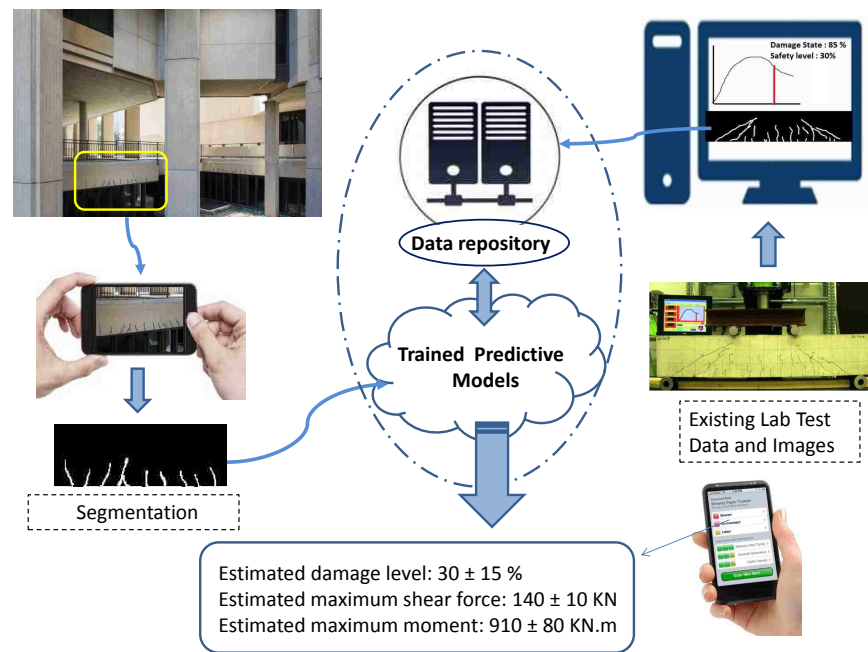 Damage State : 85 %
Safety level : 30%
Data repository
Trained Predictive
Models
Existing Lab Test
Data and Images
Segmentation
Estimated damage level: 30 ± 15 %
Estimated maximum shear force: 140 ± 10 KN
Estimated maximum moment: 910 ± 80 KN.m